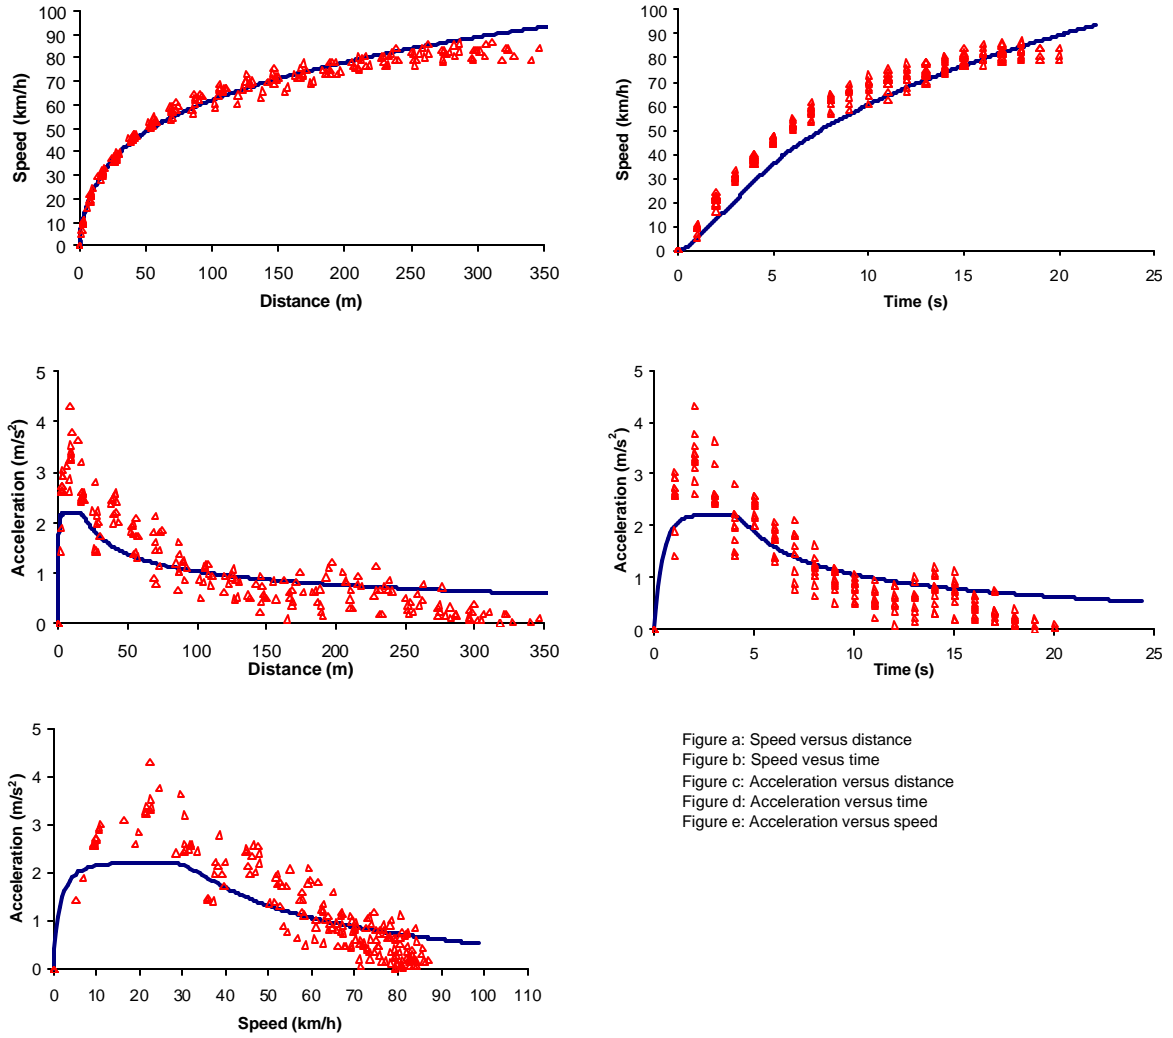 100
90
80
70
60
50
40
30
20
10
0
Speed (km/h)
0 50 100 150 200 250 300 350
Distance (m)
100
90
80
70
60
50
40
30
20
10
0
Speed (km/h)
0 5 10 15 20 25
Time (s)
5
4
3
2
1
0
Acceleration (m/s²)
0 50 100 150 200 250 300 350
Distance (m)
5
4
3
2
1
0
Acceleration (m/s²)
0 5 10 15 20 25
Time (s)
5
4
3
2
1
0
Acceleration (m/s²)
0 10 20 30 40 50 60 70 80 90 100 110
Speed (km/h)
Figure a: Speed versus distance
Figure b: Speed vesus time
Figure c: Acceleration versus distance
Figure d: Acceleration versus time
Figure e: Acceleration versus speed